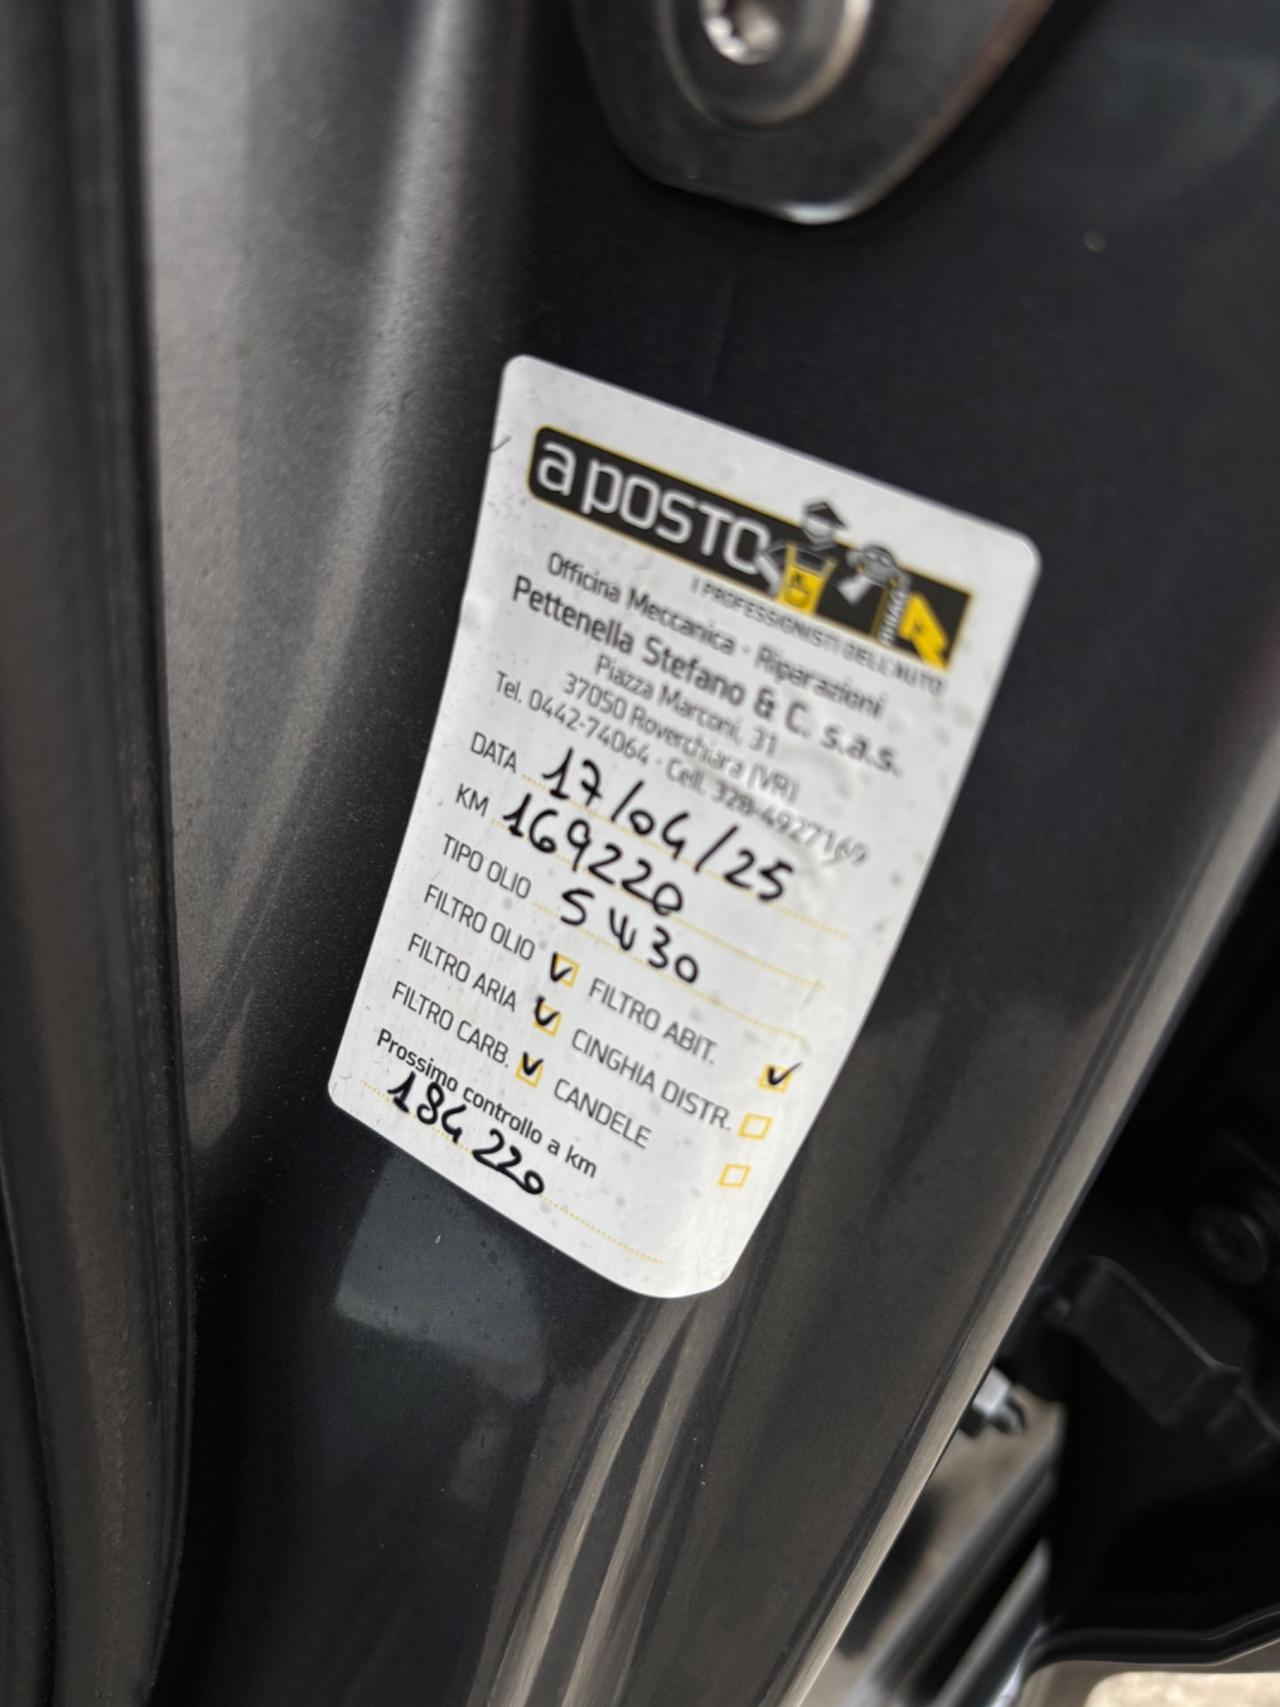 a posto
I PROFESSIONISTI DELL'AUTO
Officina Meccanica - Riparazioni
Pettenella Stefano & C. s.a.s.
Piazza Marconi, 31
37050 Roverchiara (VR)
Tel. 0442-74064 - Cell. 328-4927169
DATA 17/04/25
KM 169220
TIPO OLIO 5W30
FILTRO OLIO ✓ FILTRO ABIT. ✓
FILTRO ARIA ✓ CINGHIA DISTR.
FILTRO CARB. ✓ CANDELE
Prossimo controllo a km
184220